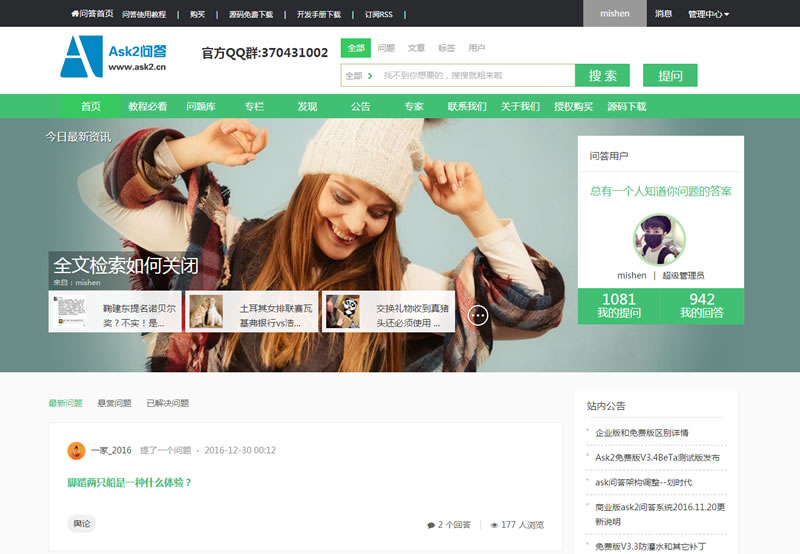 问答首页 问答使用教程 | 购买 | 源码免费下载 | 开发手册下载 | 订阅RSS | mishen 消息 管理中心
Ask2问答
www.ask2.cn
官方QQ群:370431002
全部 问题 文章 标签 用户
全部 找不到你想要的，搜搜就粗来啦 搜 索 提问
首页 教程必看 问题库 专栏 发现 公告 专家 联系我们 关于我们 授权购买 源码下载
今日最新资讯
全文检索如何关闭
来自：mishen
鞠建东提名诺贝尔
奖？不实！是...
土耳其女排联赛瓦
基弗银行vs浩...
交换礼物收到真猪
头还必须使用 ...
问答用户
总有一个人知道你问题的答案
mishen | 超级管理员
1081 942
我的提问 我的回答
最新问题 悬赏问题 已解决问题
一家_2016 提了一个问题 • 2016-12-30 00:12
脚踏两只船是一种什么体验？
舆论 2 个回答 | 177 人浏览
站内公告
企业版和免费版区别详情
Ask2免费版V3.4BeTa测试版发布
ask问答架构调整--划时代
商业版ask2问答系统2016.11.20更
新说明
免费版V3.3防灌水和其它补丁